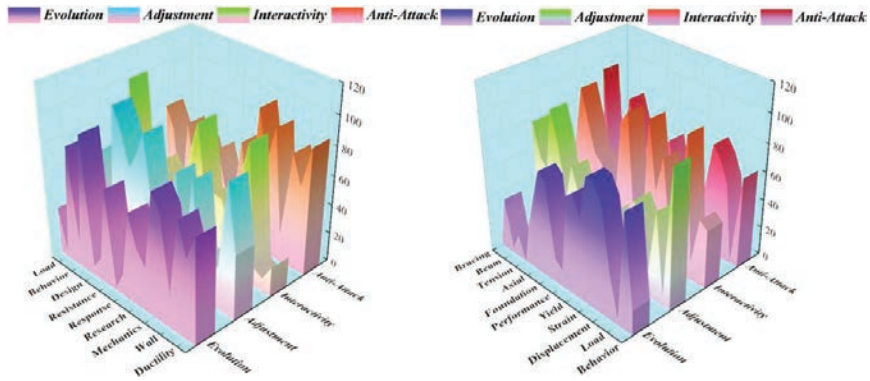 Evolution Adjustment Interactivity Anti-Attack
120
100
80
60
40
20
0
Load
Behavior
Design
Resistance
Response
Research
Mechanics
Wall
Ductility
Evolution
Adjustment
Interactivity
Anti-Attack
Evolution Adjustment Interactivity Anti-Attack
120
100
80
60
40
20
0
Bracing
Beam
Tension
Axial
Foundation
Performance
Yield
Strain
Displacement
Load
Behavior
Evolution
Adjustment
Interactivity
Anti-Attack